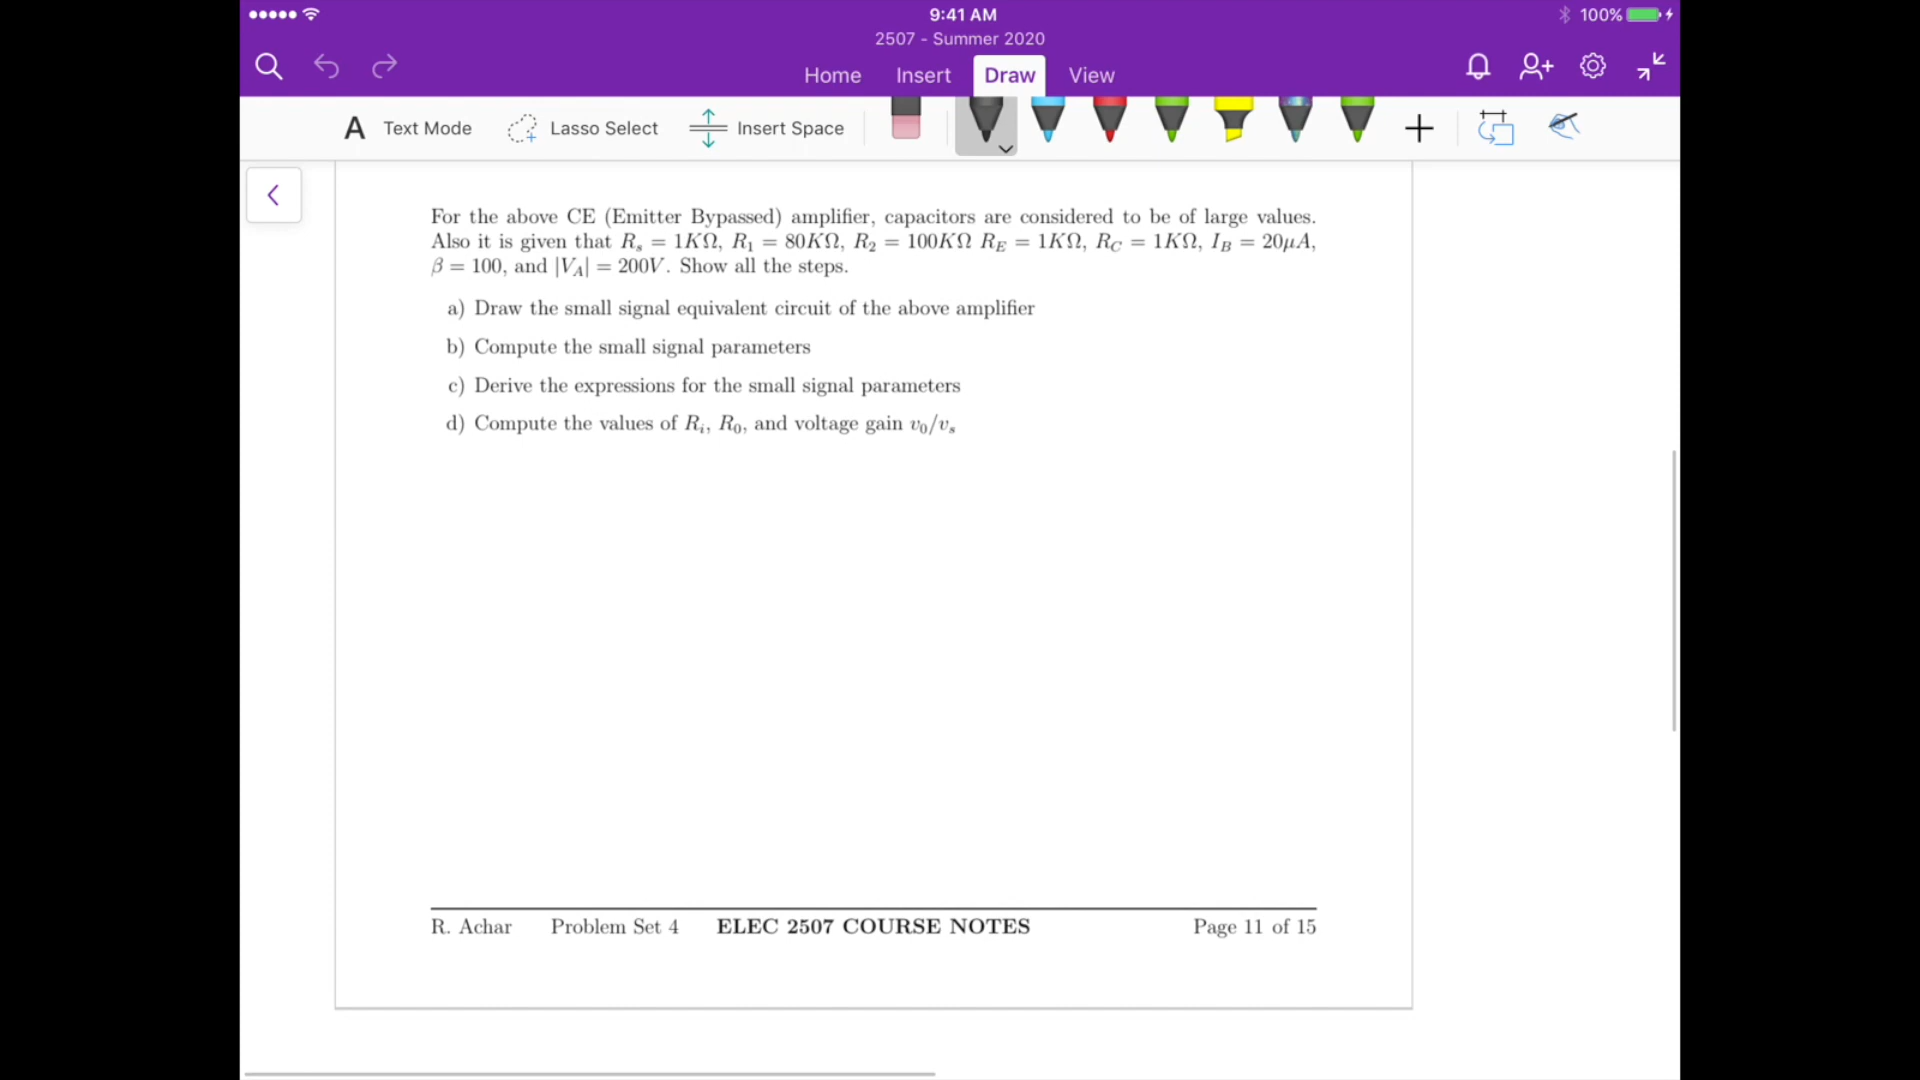 9:41 AM
100%
2507 - Summer 2020
Home Insert Draw View
A Text Mode Lasso Select Insert Space
For the above CE (Emitter Bypassed) amplifier, capacitors are considered to be of large values.
Also it is given that Rₛ = 1KΩ, R₁ = 80KΩ, R₂ = 100KΩ R_E = 1KΩ, R_C = 1KΩ, I_B = 20μA,
β = 100, and |V_A| = 200V. Show all the steps.
a) Draw the small signal equivalent circuit of the above amplifier
b) Compute the small signal parameters
c) Derive the expressions for the small signal parameters
d) Compute the values of Rᵢ, R₀, and voltage gain v₀/vₛ
R. Achar Problem Set 4 ELEC 2507 COURSE NOTES Page 11 of 15